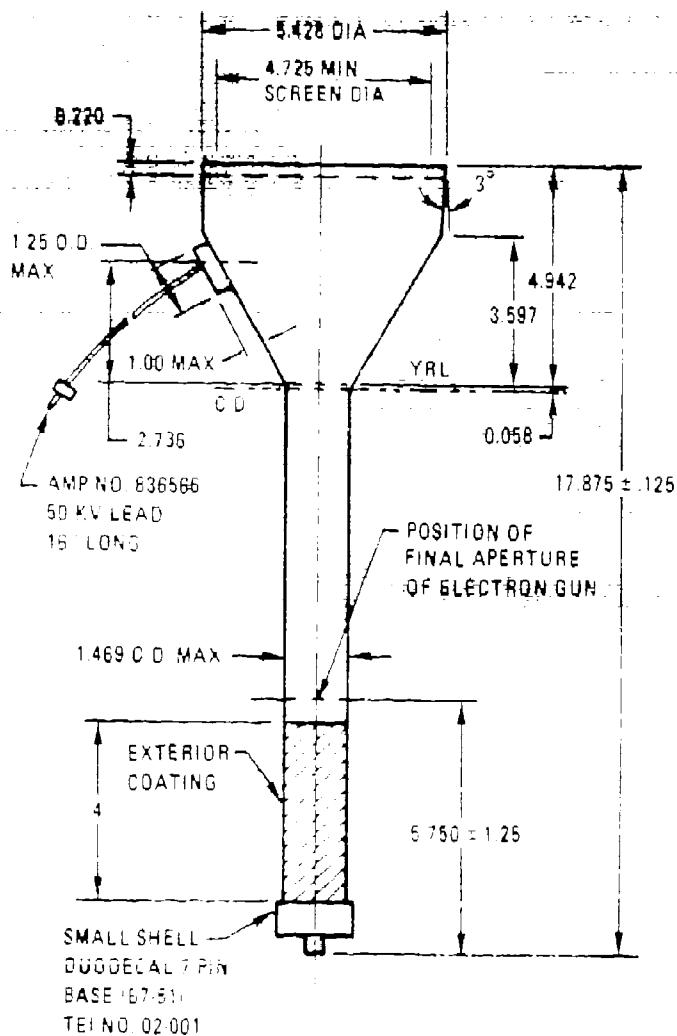 5.428 DIA
4.725 MIN
SCREEN DIA
0.220
3°
1.25 O.D.
MAX
4.942
3.597
1.00 MAX
YRL
C D
0.058
2.736
17.875 ± .125
AMP NO. 836566
50 KV LEAD
16" LONG
POSITION OF
FINAL APERTURE
OF ELECTRON GUN
1.469 C D MAX
EXTERIOR
COATING
4
5.750 ± 1.25
SMALL SHELL
DUODECAL 7 PIN
BASE
TEI NO. 02-001